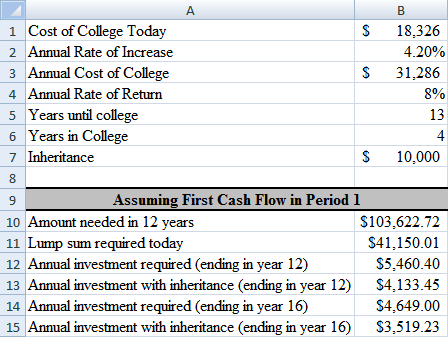 A B
1 Cost of College Today $ 18,326
2 Annual Rate of Increase 4.20%
3 Annual Cost of College $ 31,286
4 Annual Rate of Return 8%
5 Years until college 13
6 Years in College 4
7 Inheritance $ 10,000
8
9 Assuming First Cash Flow in Period 1
10 Amount needed in 12 years $103,622.72
11 Lump sum required today $41,150.01
12 Annual investment required (ending in year 12) $5,460.40
13 Annual investment with inheritance (ending in year 12) $4,133.45
14 Annual investment required (ending in year 16) $4,649.00
15 Annual investment with inheritance (ending in year 16) $3,519.23